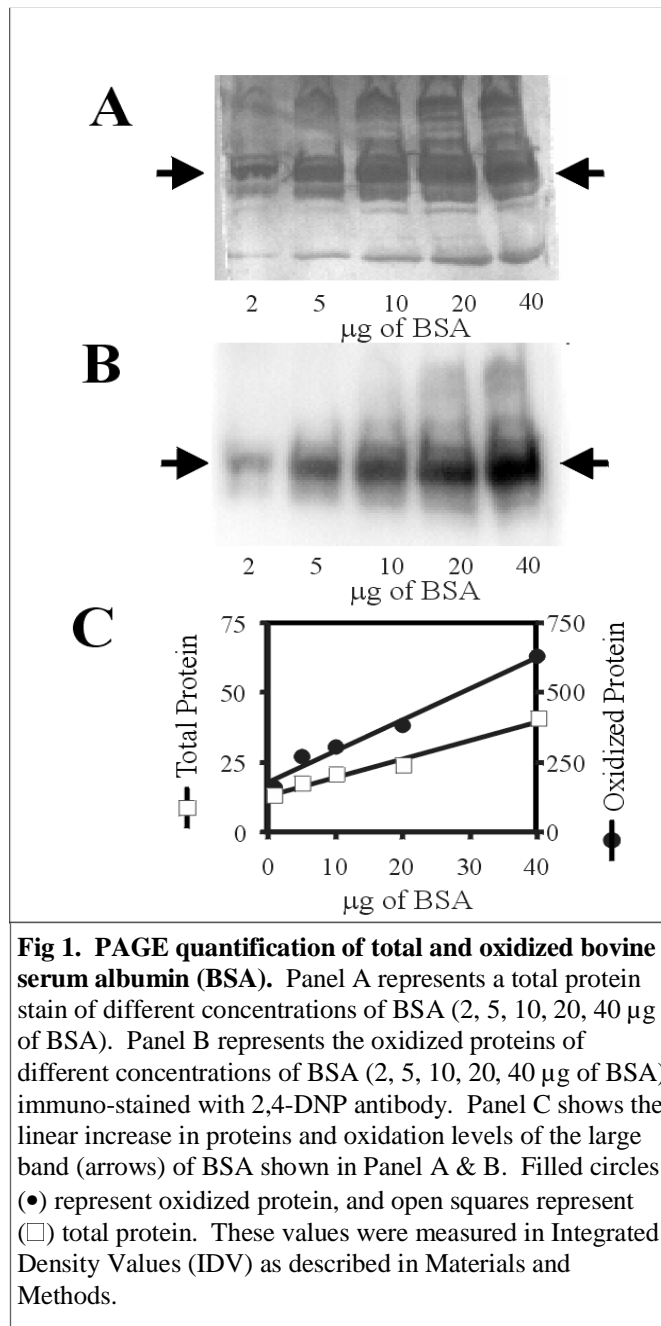 A
2 5 10 20 40
µg of BSA
B
2 5 10 20 40
µg of BSA
C
Total Protein
75
50
25
0
750
500
250
0
Oxidized Protein
0 10 20 30 40
µg of BSA
Fig 1. PAGE quantification of total and oxidized bovine
serum albumin (BSA). Panel A represents a total protein
stain of different concentrations of BSA (2, 5, 10, 20, 40 µg
of BSA). Panel B represents the oxidized proteins of
different concentrations of BSA (2, 5, 10, 20, 40 µg of BSA)
immuno-stained with 2,4-DNP antibody. Panel C shows the
linear increase in proteins and oxidation levels of the large
band (arrows) of BSA shown in Panel A & B. Filled circles
(●) represent oxidized protein, and open squares represent
(□) total protein. These values were measured in Integrated
Density Values (IDV) as described in Materials and
Methods.